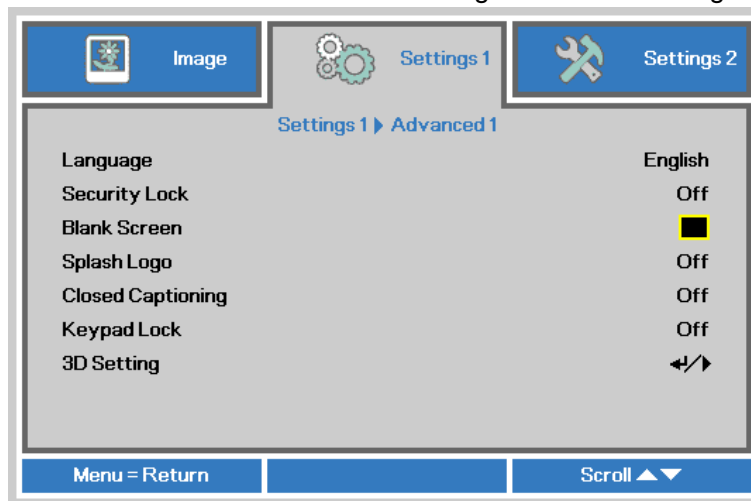 Image
Settings 1
Settings 2
Settings 1 ▶ Advanced 1
Language English
Security Lock Off
Blank Screen
Splash Logo Off
Closed Captioning Off
Keypad Lock Off
3D Setting ↵/▶
Menu = Return
Scroll ▲▼